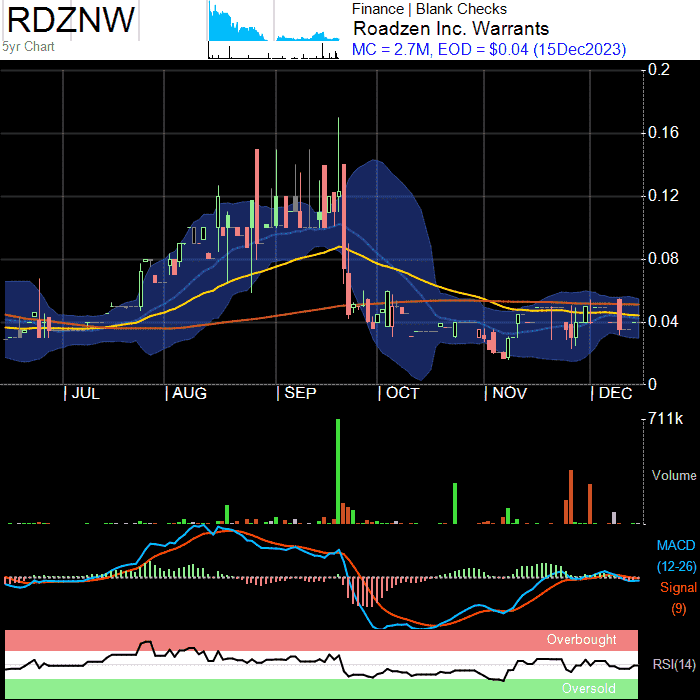 RDZNW
5yr Chart
Finance | Blank Checks
Roadzen Inc. Warrants
MC = 2.7M, EOD = $0.04 (15Dec2023)
0.2
0.16
0.12
0.08
0.04
0
JUL AUG SEP OCT NOV DEC
711k
Volume
MACD
(12-26)
Signal
(9)
Overbought
RSI(14)
Oversold